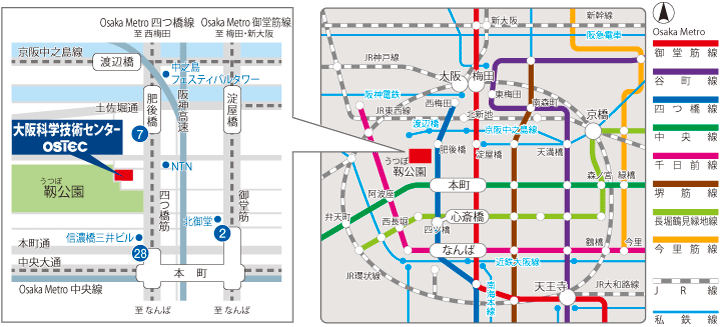 Osaka Metro 四つ橋線
至 西梅田
Osaka Metro 御堂筋線
至 梅田・新大阪
京阪中之島線
渡辺橋
中之島
フェスティバルタワー
土佐堀通
肥後橋
阪神高速
淀屋橋
大阪科学技術センター
OSTEC
7
NTN
うつぼ
靭公園
四つ橋筋
御堂筋
北御堂
2
信濃橋三井ビル
28
本町通
中央大通
本町
Osaka Metro 中央線
至 なんば
至 なんば
新大阪
新幹線
阪急電車
JR神戸線
大阪
梅田
阪神電鉄
西梅田
東梅田
南森町
JR東西線
北新地
京橋
渡辺橋
京阪中之島線
肥後橋
淀屋橋
天満橋
うつぼ
靭公園
森ノ宮
緑橋
阿波座
本町
弁天町
西長堀
心斎橋
四ツ橋
なんば
鶴橋
今里
近鉄大阪線
JR環状線
南海本線
天王寺
JR大和路線
Osaka Metro
御堂筋線
谷町線
四つ橋線
中央線
千日前線
堺筋線
長堀鶴見緑地線
今里筋線
JR線
私鉄線